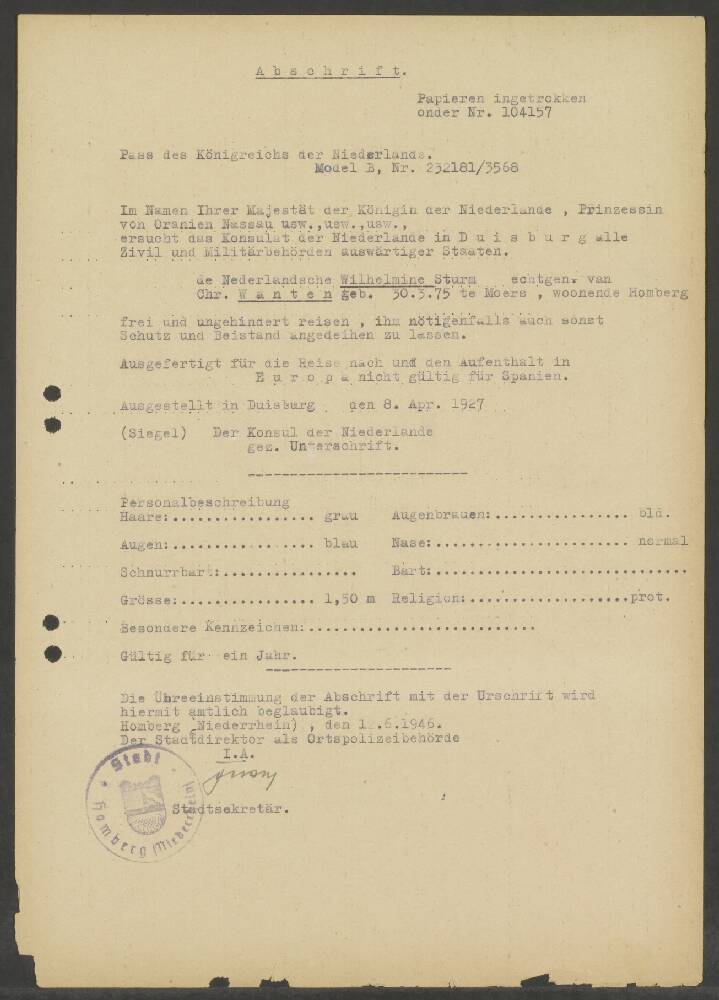 Abschrift.
Papieren ingetrokken
onder Nr. 104157
Pass des Königreichs der Niederlande.
Model B, Nr. 232181/3568
Im Namen Ihrer Majestät der Königin der Niederlande , Prinzessin
von Oranien Nassau usw.,usw.,usw.,
ersucht das Konsulat der Niederlande in D u i s b u r g alle
Zivil und Militärbehörden auswärtiger Staaten.
de Nederlandsche Wilhelmine Sturm echtgen. van
Chr. W a n t e n geb. 30.3.75 te Moers , woonende Homberg
frei und ungehindert reisen , ihm nötigenfalls auch sonst
Schutz und Beistand angedeihen zu lassen.
Ausgefertigt für die Reise nach und den Aufenthalt in
E u r o p a nicht gültig für Spanien.
Ausgestellt in Duisburg den 8. Apr. 1927
(Siegel) Der Konsul der Niederlande
gez. Unterschrift.
Personalbeschreibung
Haare:................. grau Augenbrauen:................ bld.
Augen:................. blau Nase:....................... normal
Schnurrbart:................ Bart:..............................
Grösse:................ 1,50 m Religion:...................prot.
Besondere Kennzeichen:...........................
Gültig für ein Jahr.
Die Übreeinstimmung der Abschrift mit der Urschrift wird
hiermit amtlich beglaubigt.
Homberg (Niederrhein) , den .6.1946.
Der Stadtdirektor als Ortspolizeibehörde
I.A.
Stadtsekretär.
Stadt
Homberg (Niederrhein)